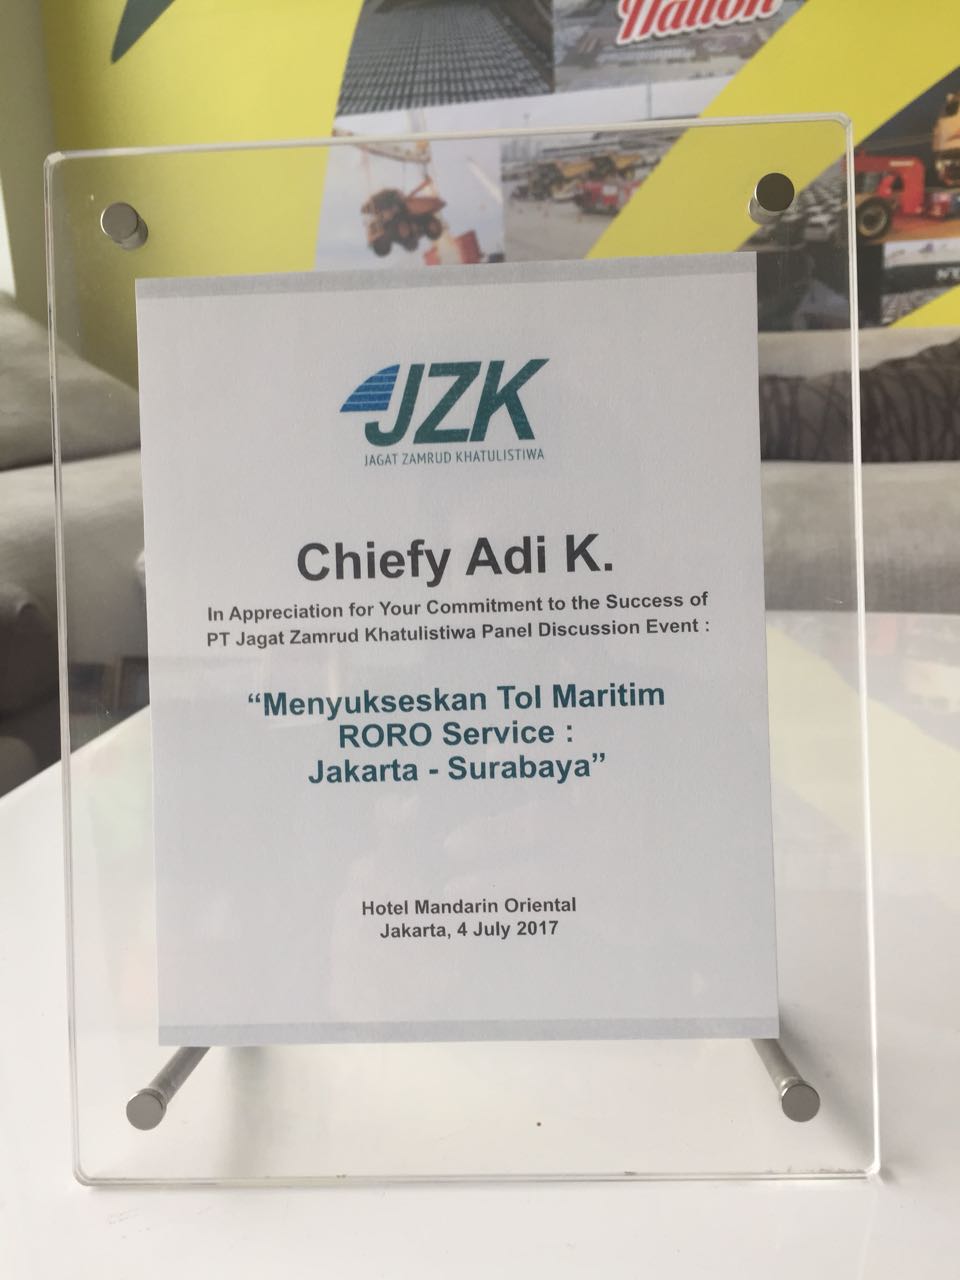 Nation
JZK
JAGAT ZAMRUD KHATULISTIWA
Chiefy Adi K.
In Appreciation for Your Commitment to the Success of
PT Jagat Zamrud Khatulistiwa Panel Discussion Event :
“Menyukseskan Tol Maritim
RORO Service :
Jakarta - Surabaya”
Hotel Mandarin Oriental
Jakarta, 4 July 2017